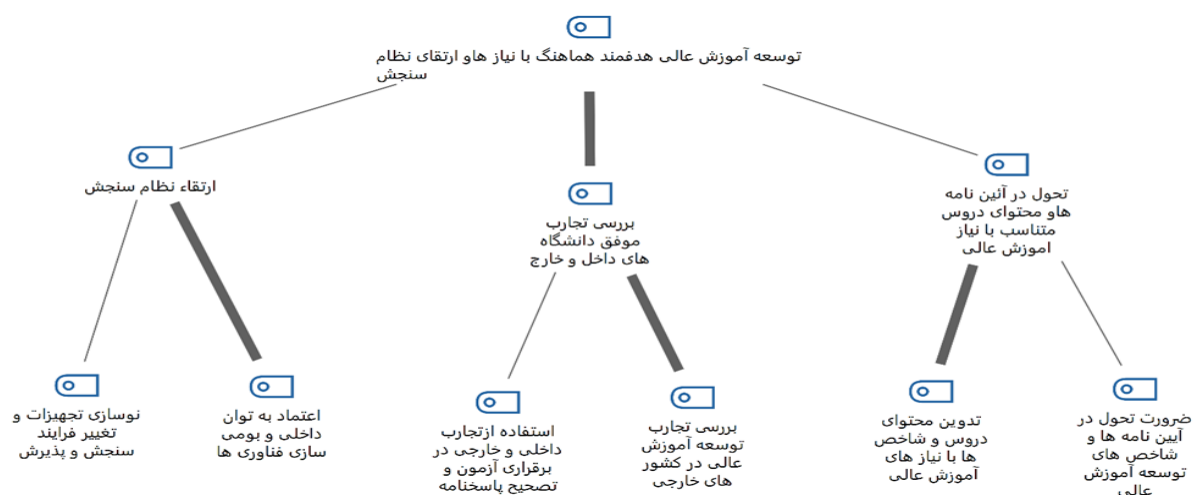 توسعه آموزش عالی هدفمند هماهنگ با نیاز هاو ارتقای نظام
سنجش
تحول در آئین نامه
هاو محتوای دروس
متناسب با نیاز
اموزش عالی
بررسی تجارب
موفق دانشگاه
های داخل و خارج
ارتقاء نظام سنجش
ضرورت تحول در
آیین نامه ها و
شاخص های
توسعه آموزش
عالی
تدوین محتوای
دروس و شاخص
ها با نیاز های
آموزش عالی
بررسی تجارب
توسعه آموزش
عالی در کشور
های خارجی
استفاده ازتجارب
داخلی و خارجی در
برقراری آزمون و
تصحیح پاسخنامه
اعتماد به توان
داخلی و بومی
سازی فناوری ها
نوسازی تجهیزات و
تغییر فرایند
سنجش و پذیرش